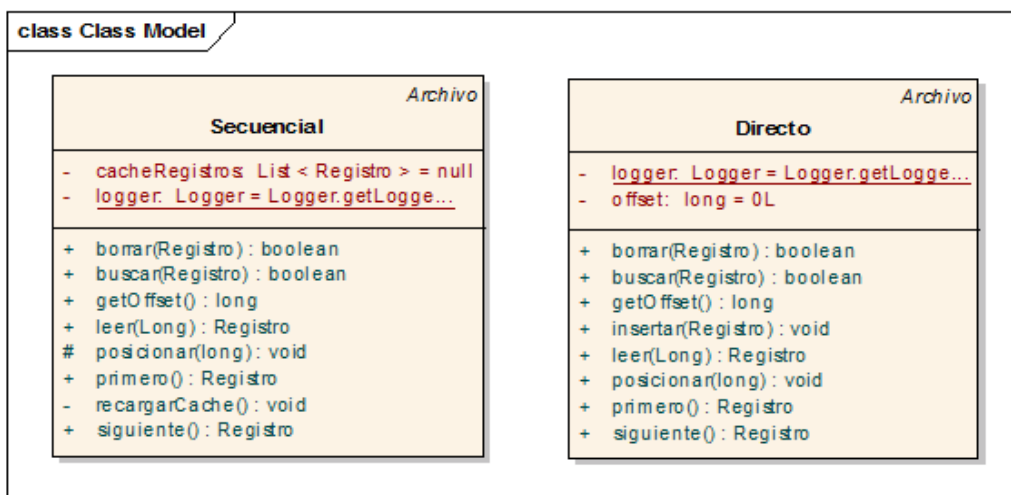 class Class Model
Archivo
Secuencial
- cacheRegistros: List < Registro > = null
- logger: Logger = Logger.getLogge...
+ borrar(Registro) : boolean
+ buscar(Registro) : boolean
+ getOffset() : long
+ leer(Long) : Registro
# posicionar(long) : void
+ primero() : Registro
- recargarCache() : void
+ siguiente() : Registro
Archivo
Directo
- logger: Logger = Logger.getLogge...
- offset: long = 0L
+ borrar(Registro) : boolean
+ buscar(Registro) : boolean
+ getOffset() : long
+ insertar(Registro) : void
+ leer(Long) : Registro
+ posicionar(long) : void
+ primero() : Registro
+ siguiente() : Registro